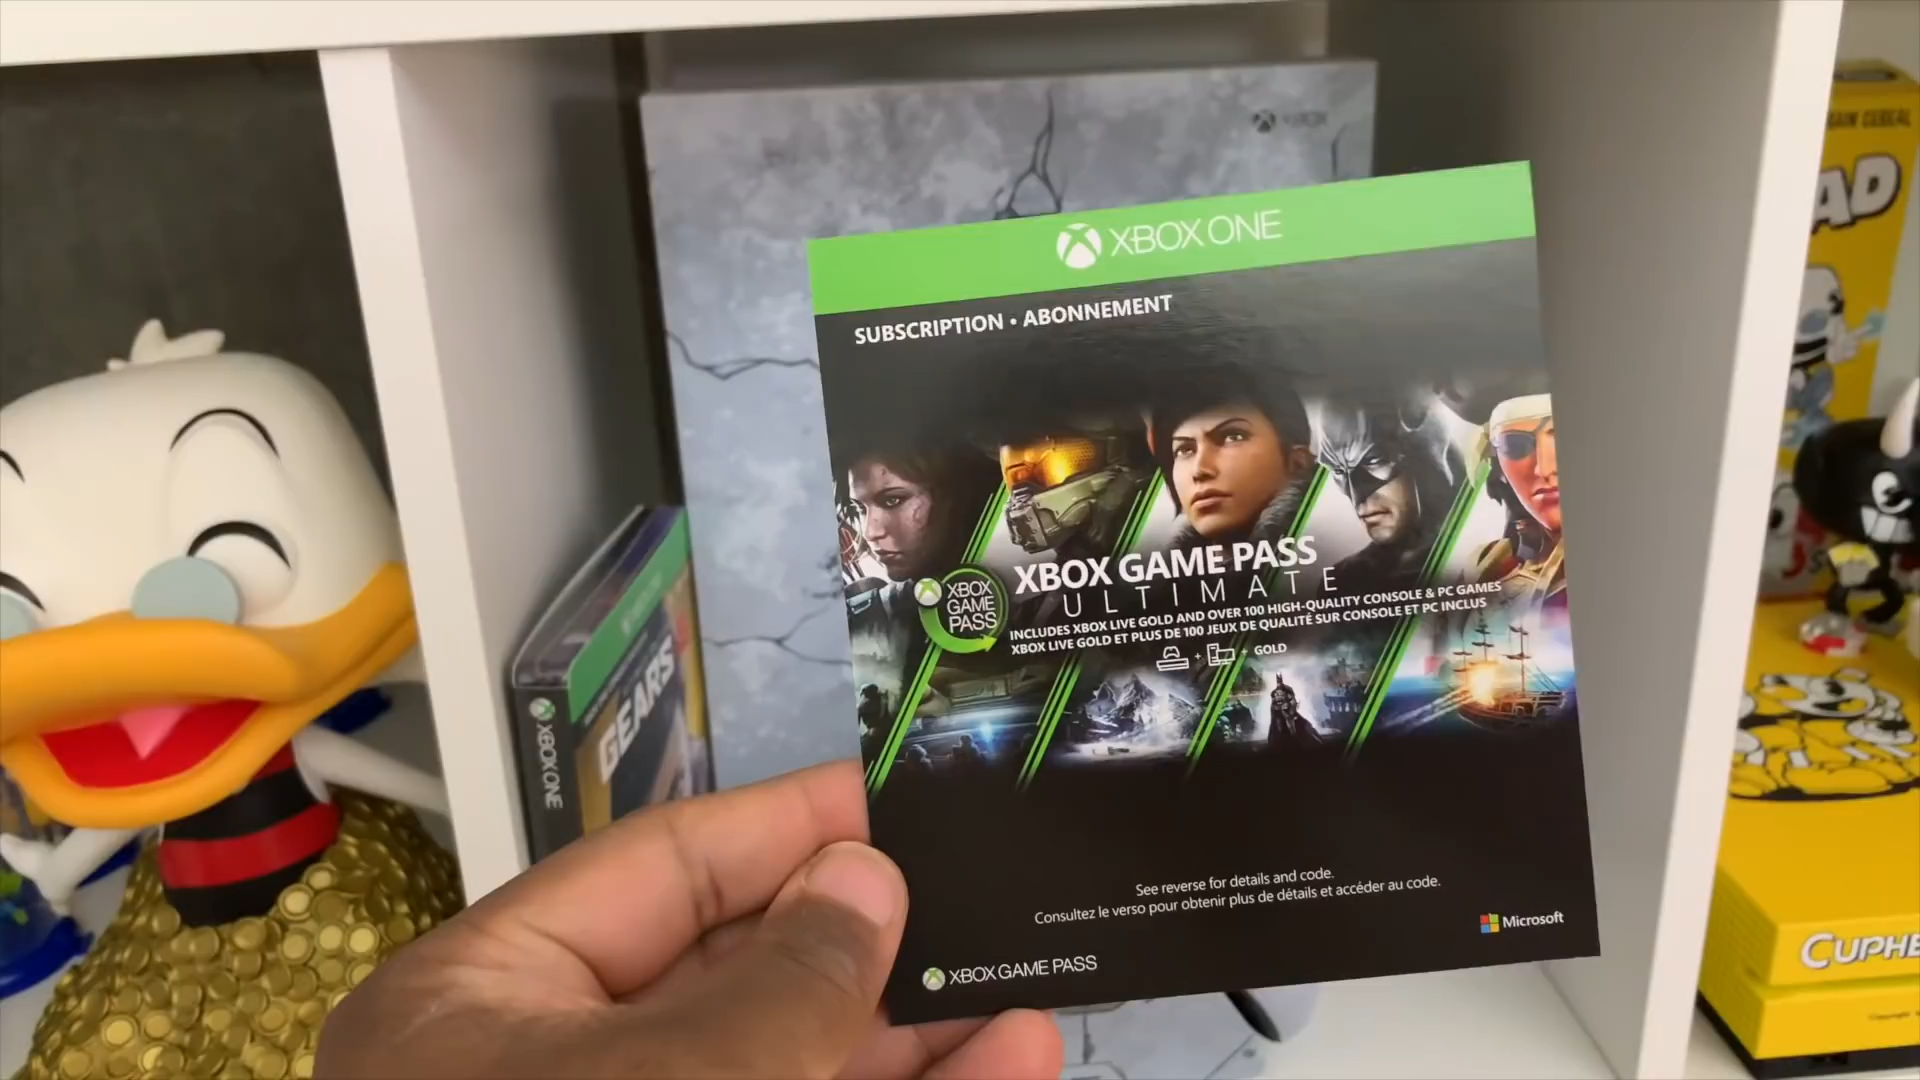 XBOX
XBOX ONE
SUBSCRIPTION • ABONNEMENT
XBOX GAME PASS
ULTIMATE
XBOX
GAME
PASS
INCLUDES XBOX LIVE GOLD AND OVER 100 HIGH-QUALITY CONSOLE & PC GAMES
XBOX LIVE GOLD ET PLUS DE 100 JEUX DE QUALITÉ SUR CONSOLE ET PC INCLUS
+ + GOLD
See reverse for details and code.
Consultez le verso pour obtenir plus de détails et accéder au code.
Microsoft
XBOX GAME PASS
GEARS
XBOX ONE
AD
CUPHE